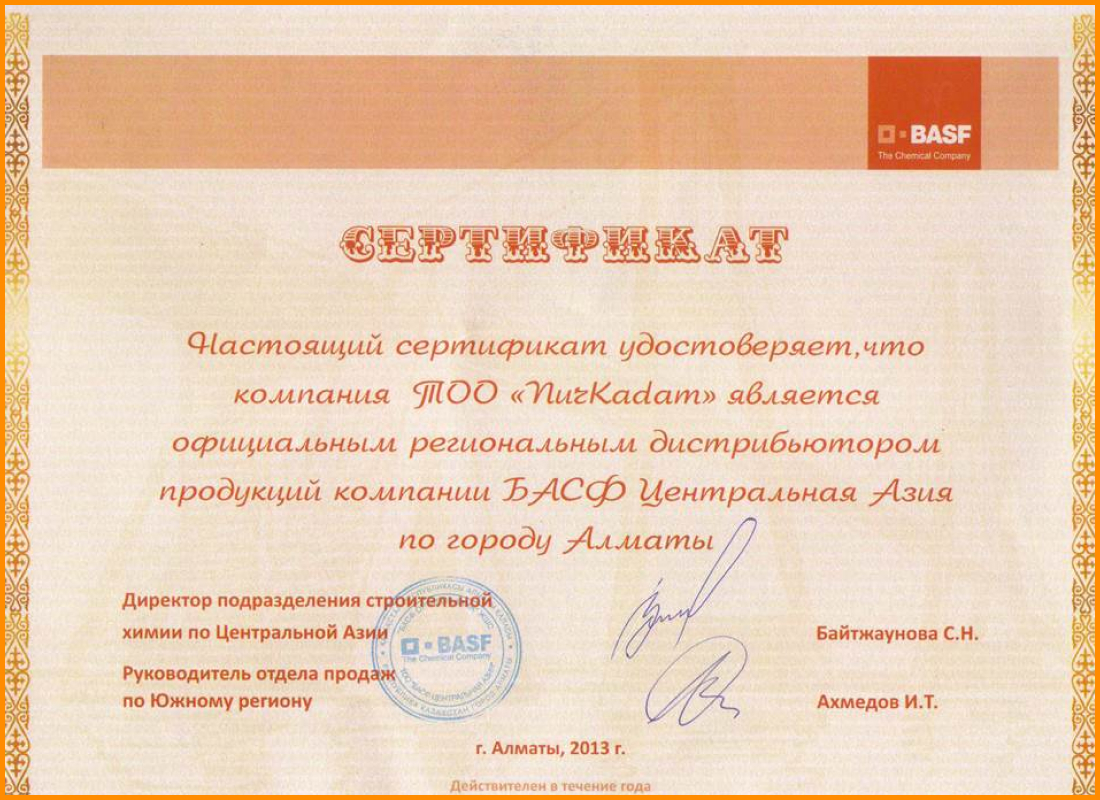 BASF
The Chemical Company
СЕРТИФИКАТ
Настоящий сертификат удостоверяет,что
компания ТОО «NurKadam» является
официальным региональным дистрибьютором
продукций компании БАСФ Центральная Азия
по городу Алматы
Директор подразделения строительной
химии по Центральной Азии
Байтжаунова С.Н.
Руководитель отдела продаж
по Южному региону
Ахмедов И.Т.
BASF
The Chemical Company
г. Алматы, 2013 г.
Действителен в течение года